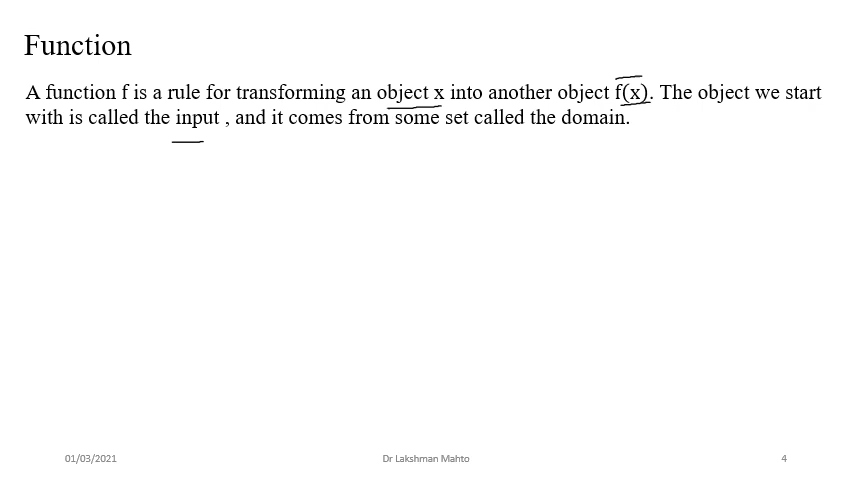 Function
A function f is a rule for transforming an object x into another object f(x). The object we start
with is called the input , and it comes from some set called the domain.
01/03/2021 Dr Lakshman Mahto 4